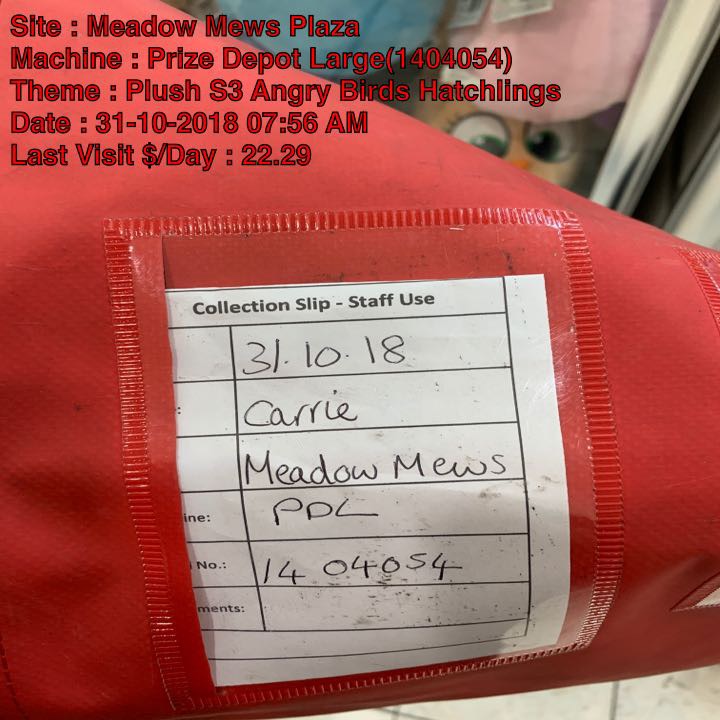 Site : Meadow Mews Plaza
Machine : Prize Depot Large(1404054)
Theme : Plush S3 Angry Birds Hatchlings
Date : 31-10-2018 07:56 AM
Last Visit $/Day : 22.29
Collection Slip - Staff Use
31.10.18
: Carrie
Meadow Mews
ine: PDL
No.: 14 04054
ments: